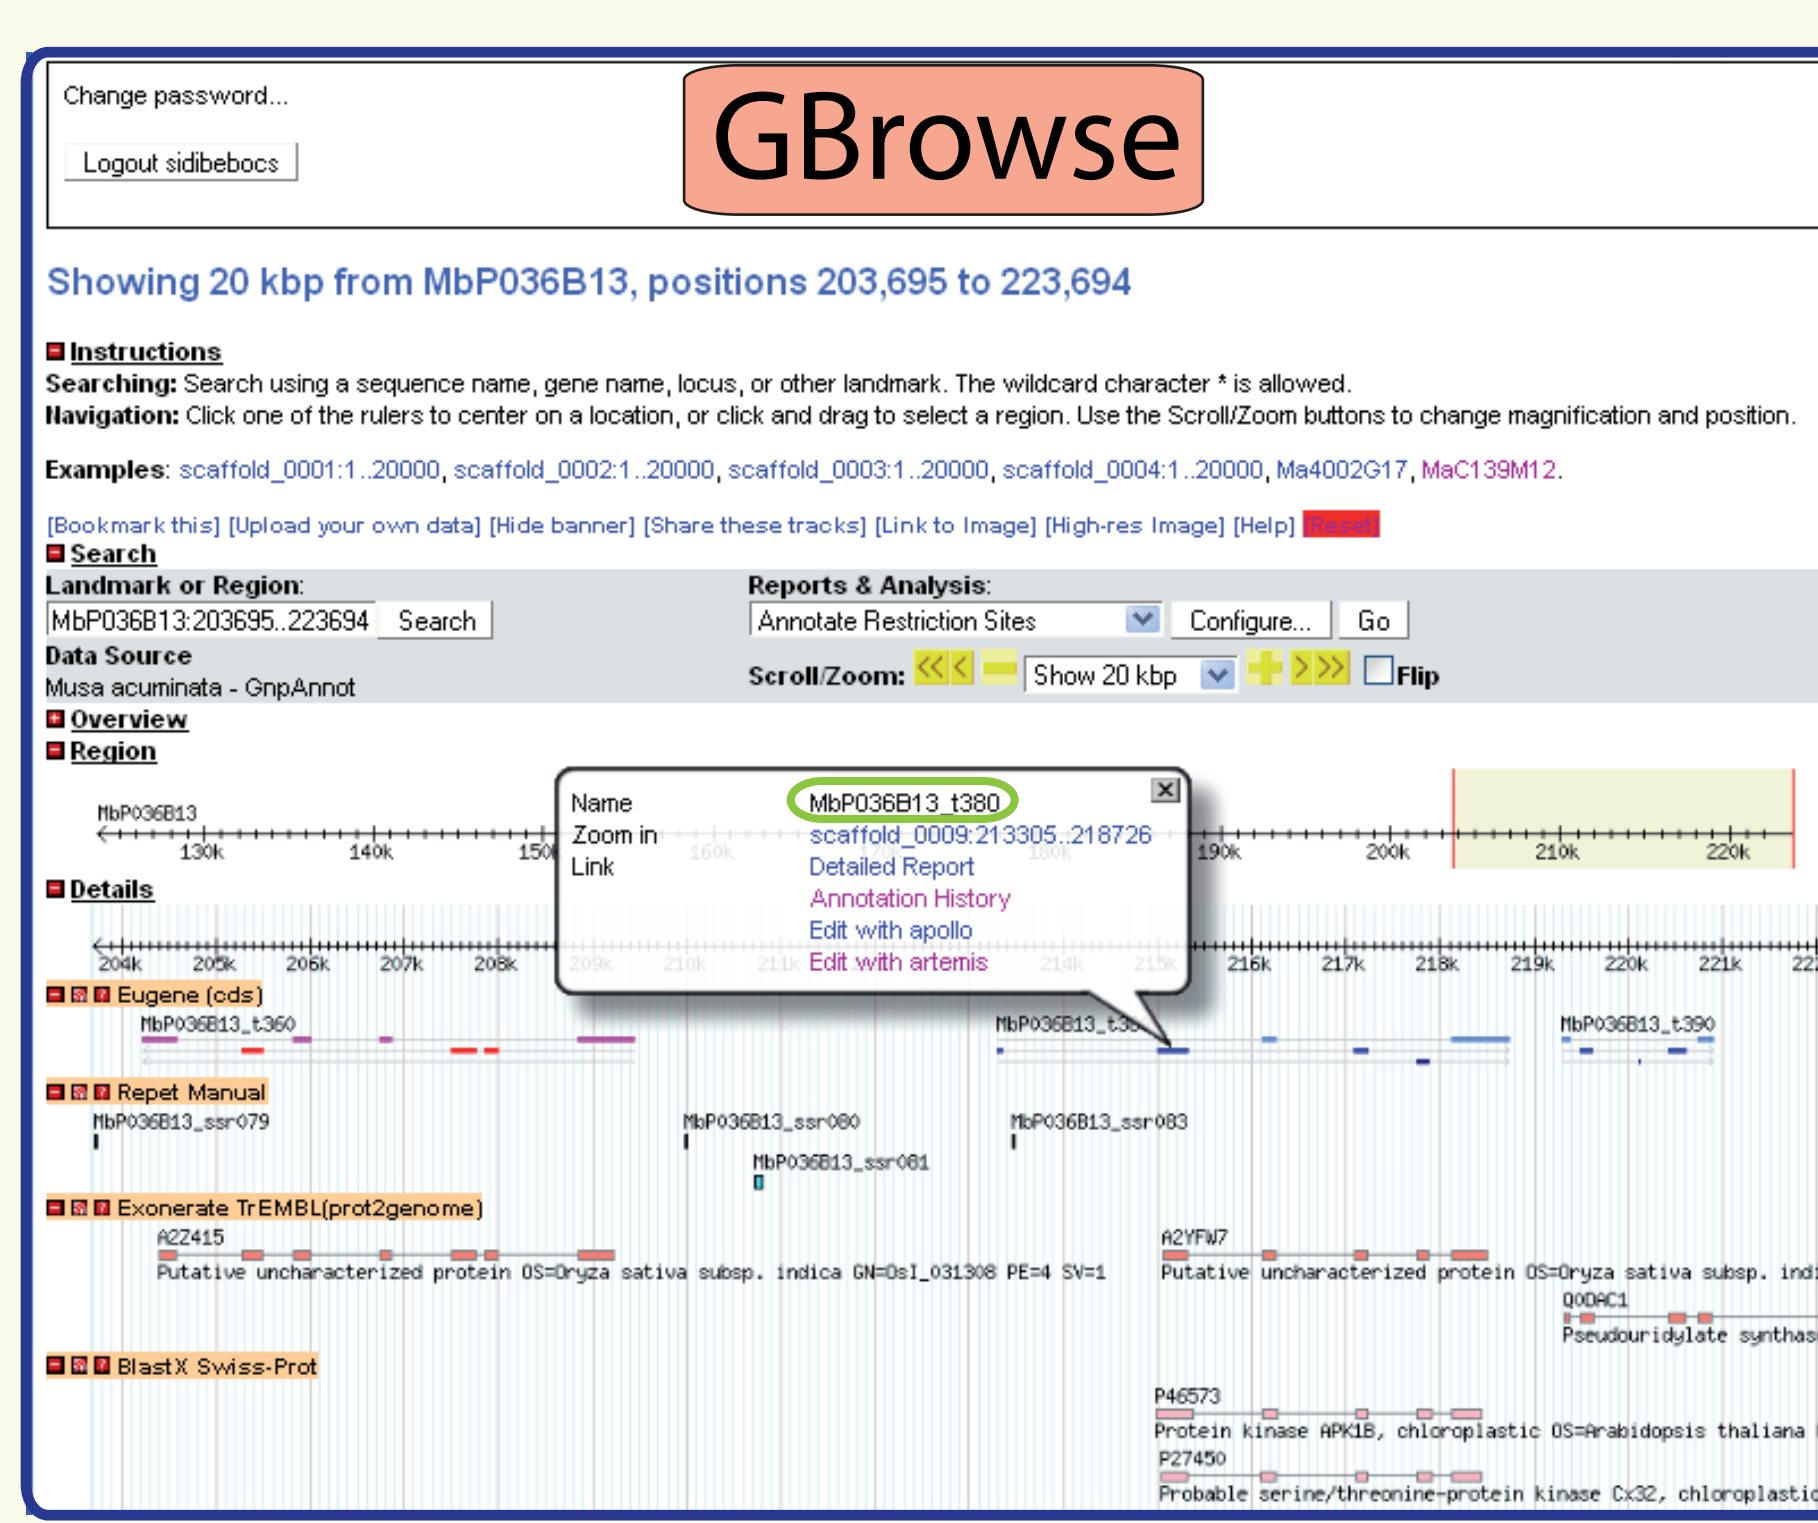 Change password...
GBrowse
Logout sidibebocs
Showing 20 kbp from MbP036B13, positions 203,695 to 223,694
Instructions
Searching: Search using a sequence name, gene name, locus, or other landmark. The wildcard character * is allowed.
Navigation: Click one of the rulers to center on a location, or click and drag to select a region. Use the Scroll/Zoom buttons to change magnification and position.
Examples: scaffold_0001:1..20000, scaffold_0002:1..20000, scaffold_0003:1..20000, scaffold_0004:1..20000, Ma4002G17, MaC139M12.
[Bookmark this] [Upload your own data] [Hide banner] [Share these tracks] [Link to Image] [High-res Image] [Help] [Reset]
Search
Landmark or Region: Reports & Analysis:
MbP036B13:203695..223694 Search Annotate Restriction Sites Configure... Go
Data Source
Musa acuminata - GnpAnnot Scroll/Zoom: << < Show 20 kbp > >> Flip
Overview
Region
Name MbP036B13_t380
Zoom in scaffold_0009:213305..218726
Link Detailed Report
Annotation History
Edit with apollo
Edit with artemis
MbP036B13
130k 140k 150k 160k 180k 190k 200k 210k 220k
Details
204k 205k 206k 207k 208k 209k 210k 211k 214k 215k 216k 217k 218k 219k 220k 221k
Eugene (cds)
MbP036B13_t360 MbP036B13_t38 MbP036B13_t390
Repet Manual
MbP036B13_ssr079 MbP036B13_ssr080 MbP036B13_ssr083
MbP036B13_ssr081
Exonerate TrEMBL(prot2genome)
A2Z415 A2YFW7
Putative uncharacterized protein OS=Oryza sativa subsp. indica GN=OsI_031308 PE=4 SV=1 Putative uncharacterized protein OS=Oryza sativa subsp. indi
Q0DAC1
Pseudouridylate synthas
BlastX Swiss-Prot
P46573
Protein kinase APK1B, chloroplastic OS=Arabidopsis thaliana
P27450
Probable serine/threonine-protein kinase Cx32, chloroplastic